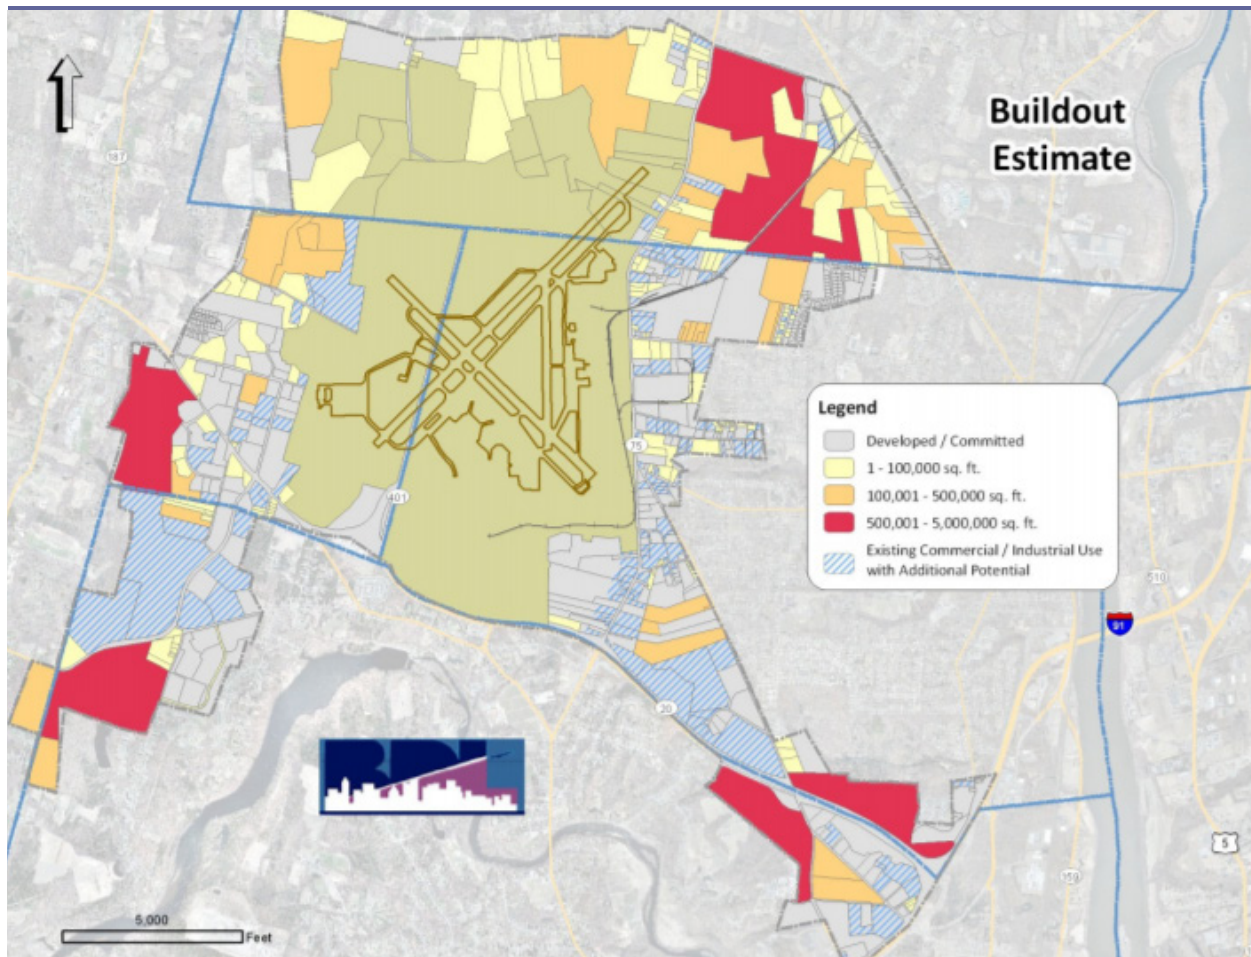 Buildout
Estimate
187
Legend
Developed / Committed
1 - 100,000 sq. ft.
100,001 - 500,000 sq. ft.
500,001 - 5,000,000 sq. ft.
Existing Commercial / Industrial Use
with Additional Potential
75
401
510
91
20
5
159
5,000
Feet